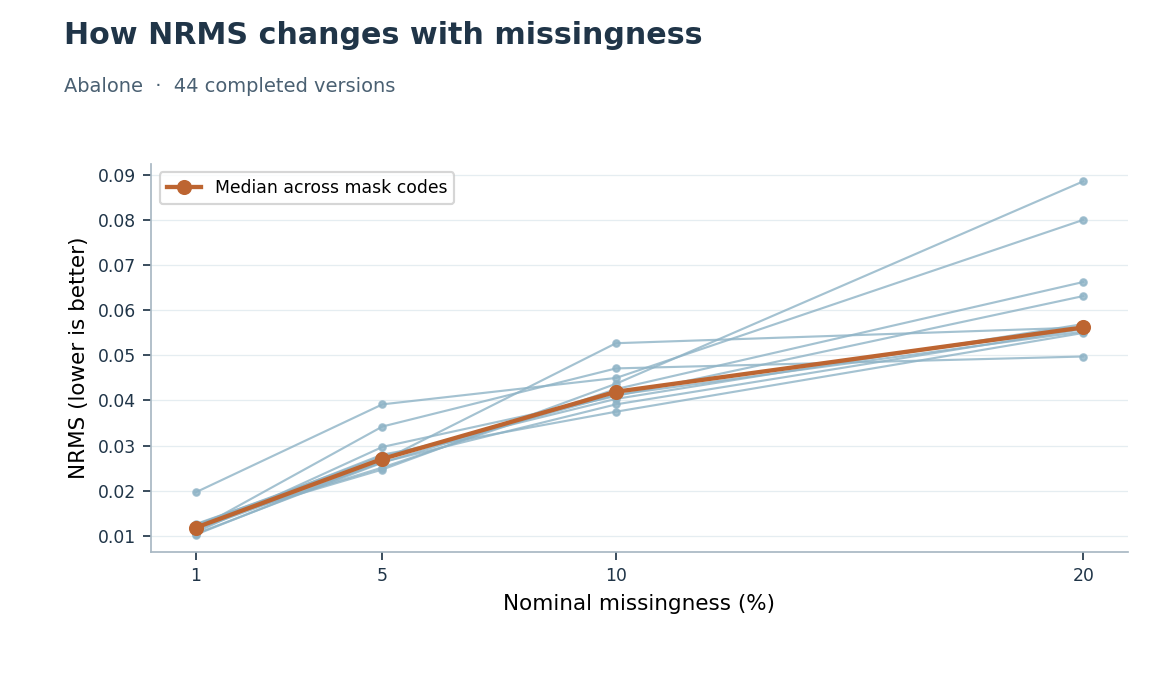 How NRMS changes with missingness
Abalone · 44 completed versions
Median across mask codes
NRMS (lower is better)
0.09
0.08
0.07
0.06
0.05
0.04
0.03
0.02
0.01
1 5 10 20
Nominal missingness (%)